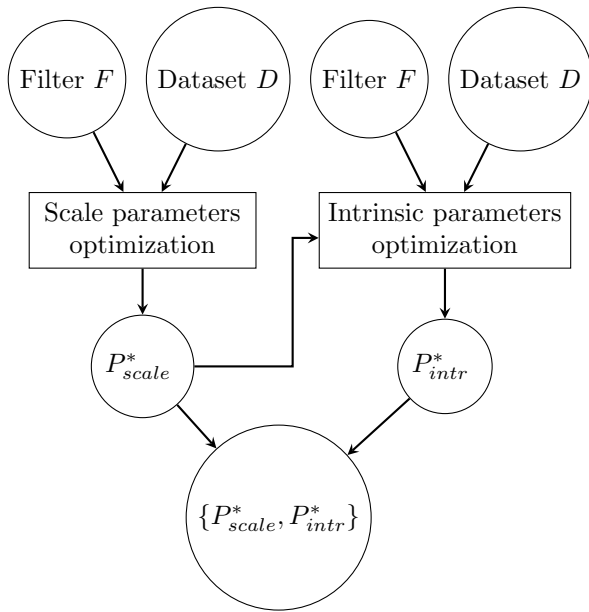 Filter F
Dataset D
Filter F
Dataset D
Scale parameters
optimization
Intrinsic parameters
optimization
P*scale
P*intr
{P*scale, P*intr}